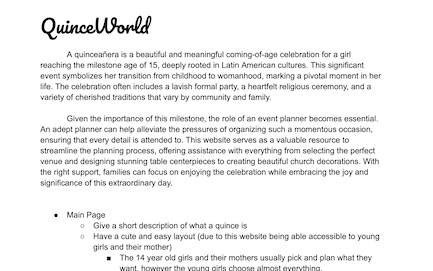 QuinceWorld
A quinceañera is a beautiful and meaningful coming-of-age celebration for a girl
reaching the milestone age of 15, deeply rooted in Latin American cultures. This significant
event symbolizes her transition from childhood to womanhood, marking a pivotal moment in her
life. The celebration often includes a lavish formal party, a heartfelt religious ceremony, and a
variety of cherished traditions that vary by community and family.
Given the importance of this milestone, the role of an event planner becomes essential.
An adept planner can help alleviate the pressures of organizing such a momentous occasion,
ensuring that every detail is attended to. This website serves as a valuable resource to
streamline the planning process, offering assistance with everything from selecting the perfect
venue and designing stunning table centerpieces to creating beautiful church decorations. With
the right support, families can focus on enjoying the celebration while embracing the joy and
significance of this extraordinary day.
● Main Page
○ Give a short description of what a quince is
○ Have a cute and easy layout (due to this website being able accessible to young
girls and their mother)
■ The 14 year old girls and their mothers usually pick and plan what they
want, however the young girls choose almost everything.